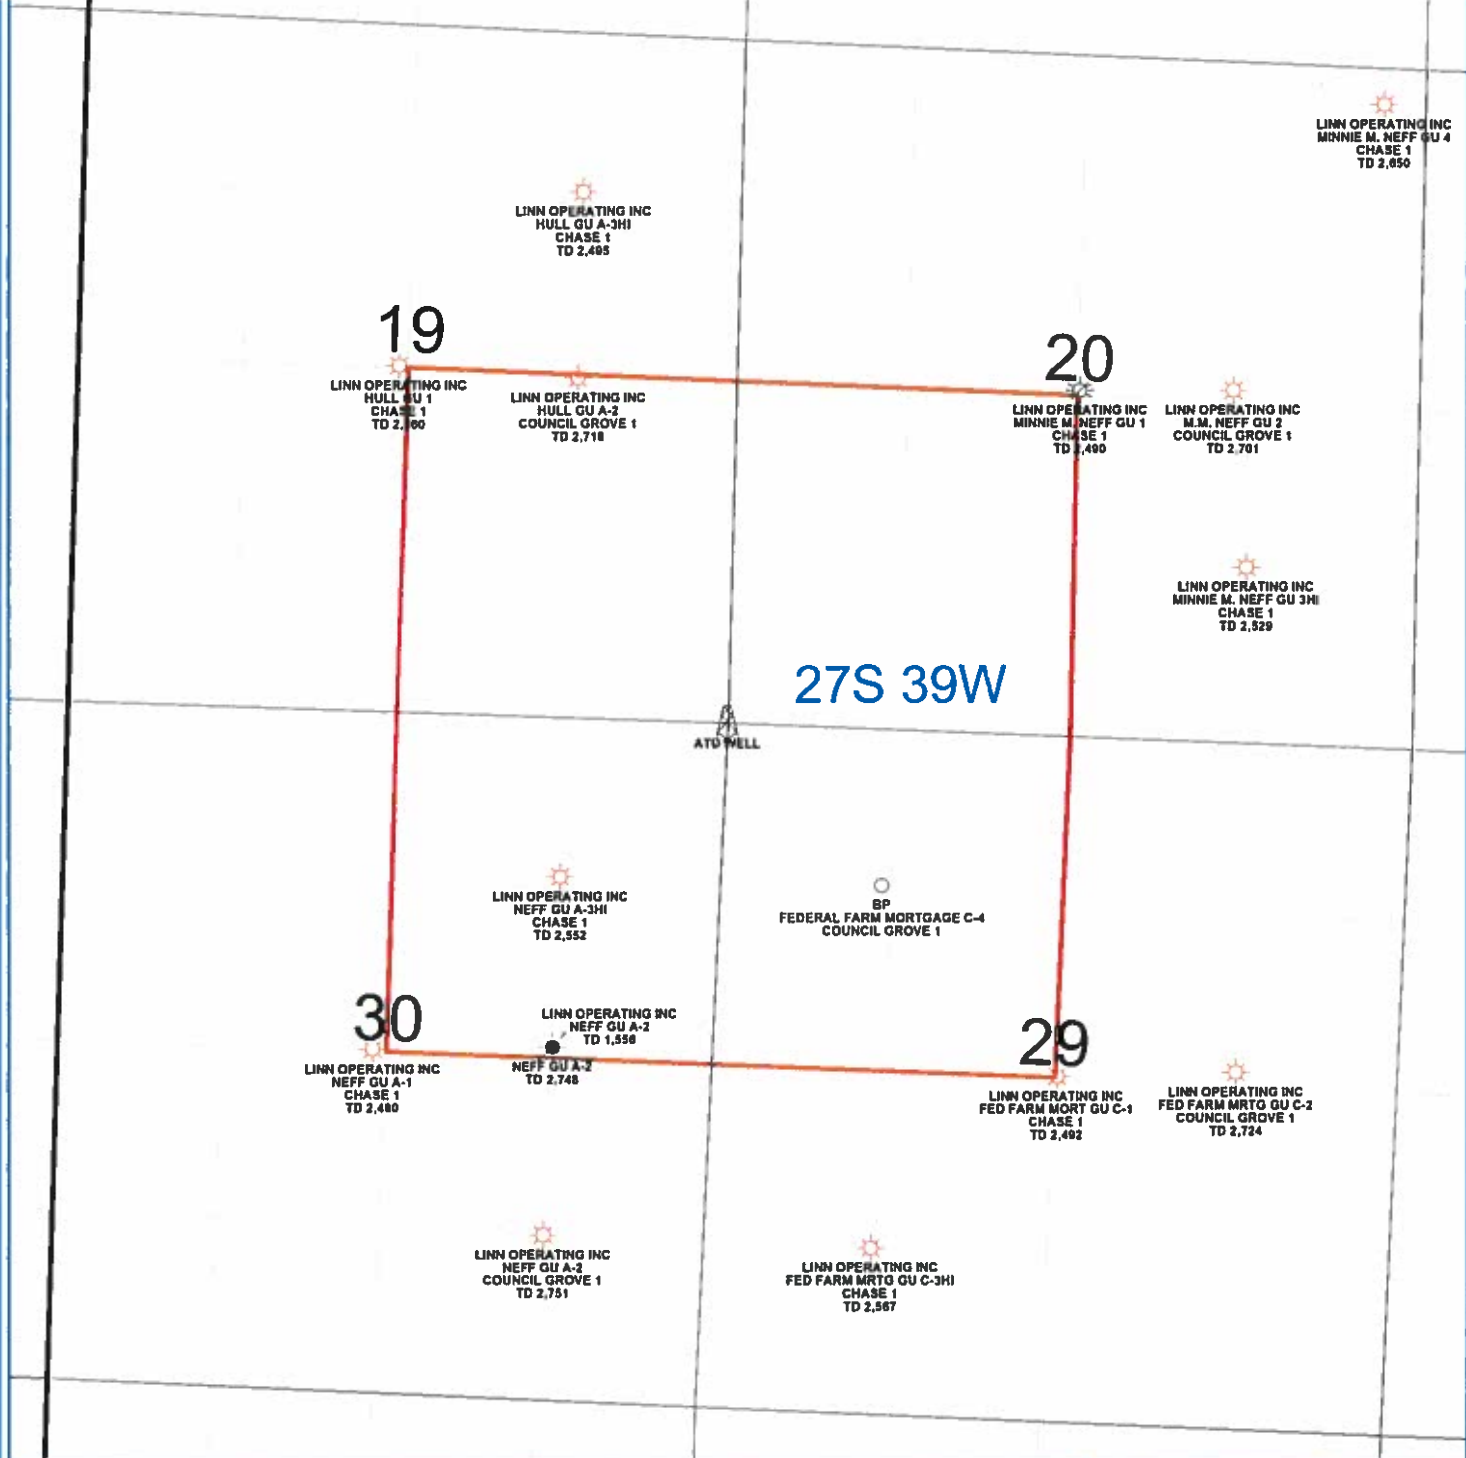 LINN OPERATING INC
MINNIE M. NEFF GU 4
CHASE 1
TD 2,650
LINN OPERATING INC
HULL GU A-3HI
CHASE 1
TD 2,495
19
20
LINN OPERATING INC
HULL GU 1
CHASE 1
TD
LINN OPERATING INC
HULL GU A-2
COUNCIL GROVE 1
TD 2,718
LINN OPERATING INC
MINNIE M. NEFF GU 1
CHASE 1
TD 2,490
LINN OPERATING INC
M.M. NEFF GU 2
COUNCIL GROVE 1
TD 2,701
LINN OPERATING INC
MINNIE M. NEFF GU 3HI
CHASE 1
TD 2,529
27S 39W
ATU WELL
LINN OPERATING INC
NEFF GU A-3HI
CHASE 1
TD 2,552
BP
FEDERAL FARM MORTGAGE C-4
COUNCIL GROVE 1
30
29
LINN OPERATING INC
NEFF GU A-2
TD 1,556
NEFF GU A-2
TD 2,748
LINN OPERATING INC
NEFF GU A-1
CHASE 1
TD 2,480
LINN OPERATING INC
FED FARM MORT GU C-1
CHASE 1
TD 2,492
LINN OPERATING INC
FED FARM MRTG GU C-2
COUNCIL GROVE 1
TD 2,724
LINN OPERATING INC
NEFF GU A-2
COUNCIL GROVE 1
TD 2,751
LINN OPERATING INC
FED FARM MRTG GU C-3HI
CHASE 1
TD 2,567